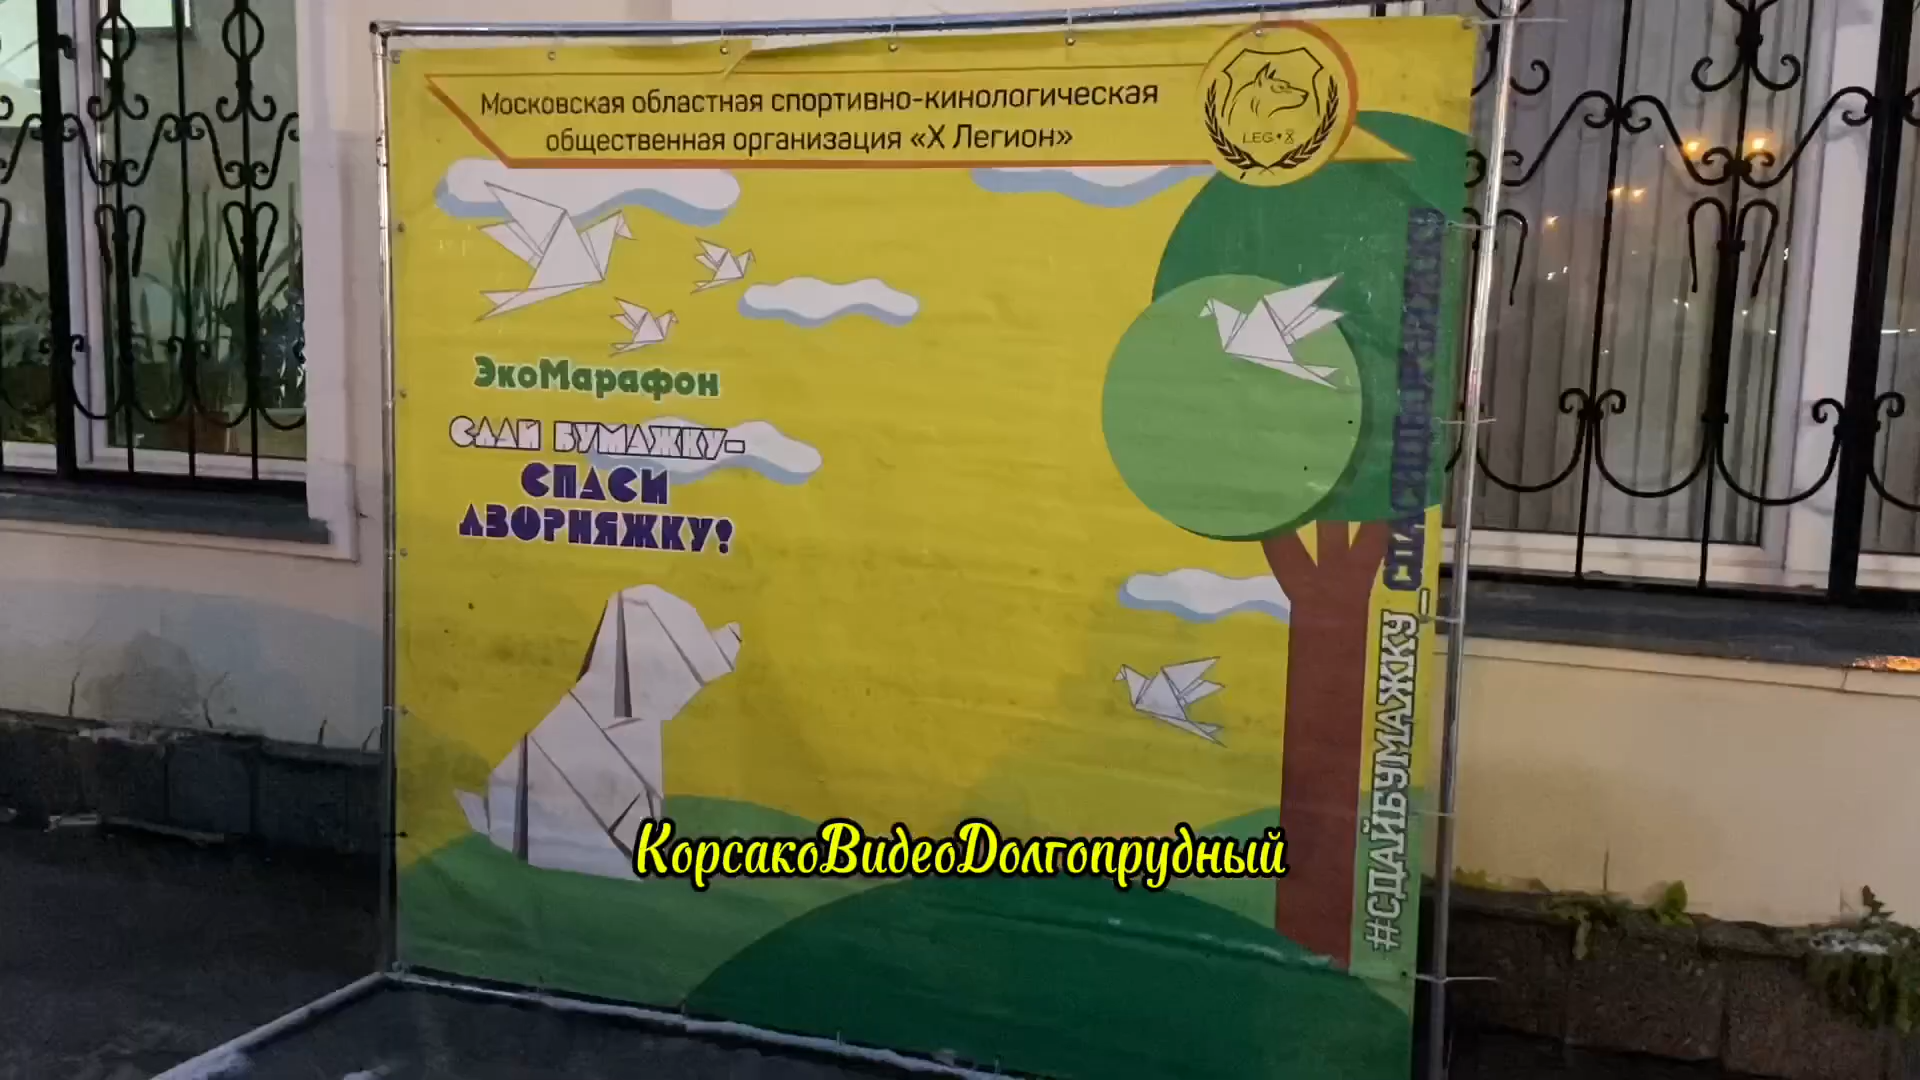 Московская областная спортивно-кинологическая
общественная организация «Х Легион»
LEG X
ЭкоМарафон
СДАЙ БУМАЖКУ-
СПАСИ
ДВОРНЯЖКУ!
#СДАЙБУМАЖКУ_СПАСИДВОРНЯЖКУ
КорсакоВидеоДолгопрудный